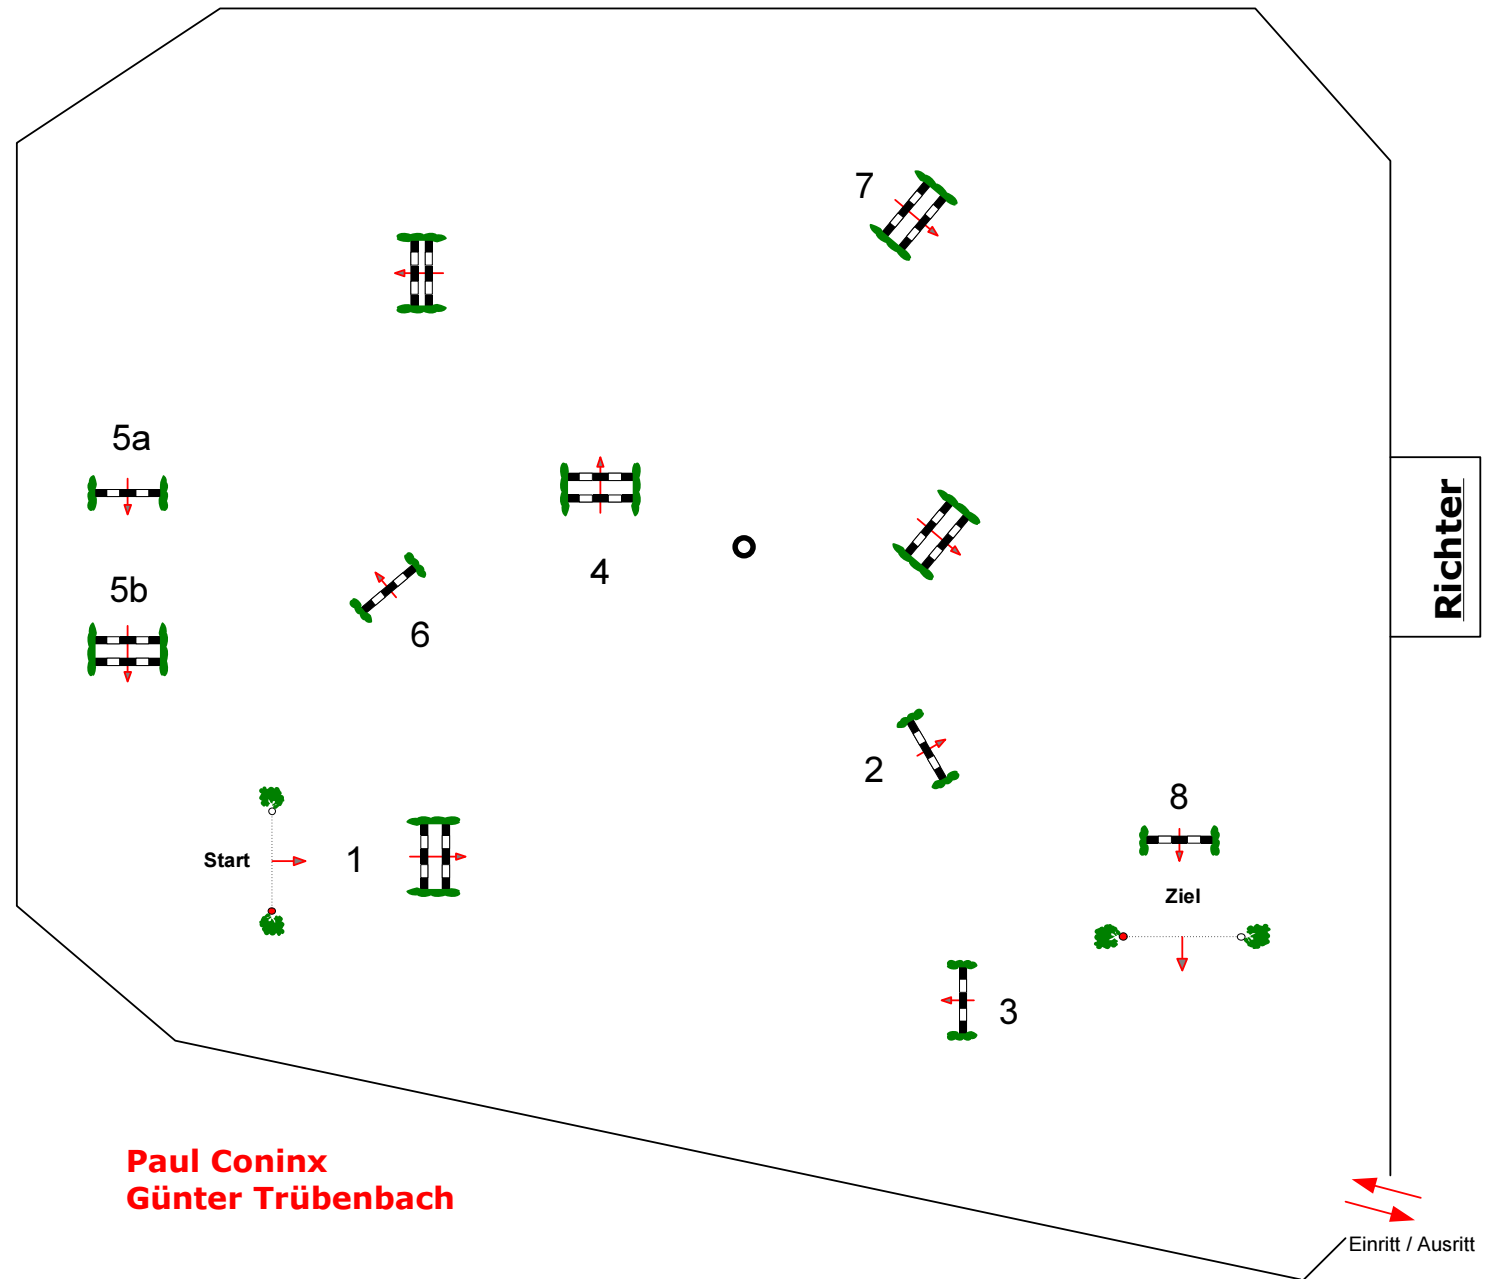 7
5a
5b
4
6
2
8
Start
1
Ziel
3
Richter
Paul Coninx
Günter Trübenbach
Einritt / Ausritt